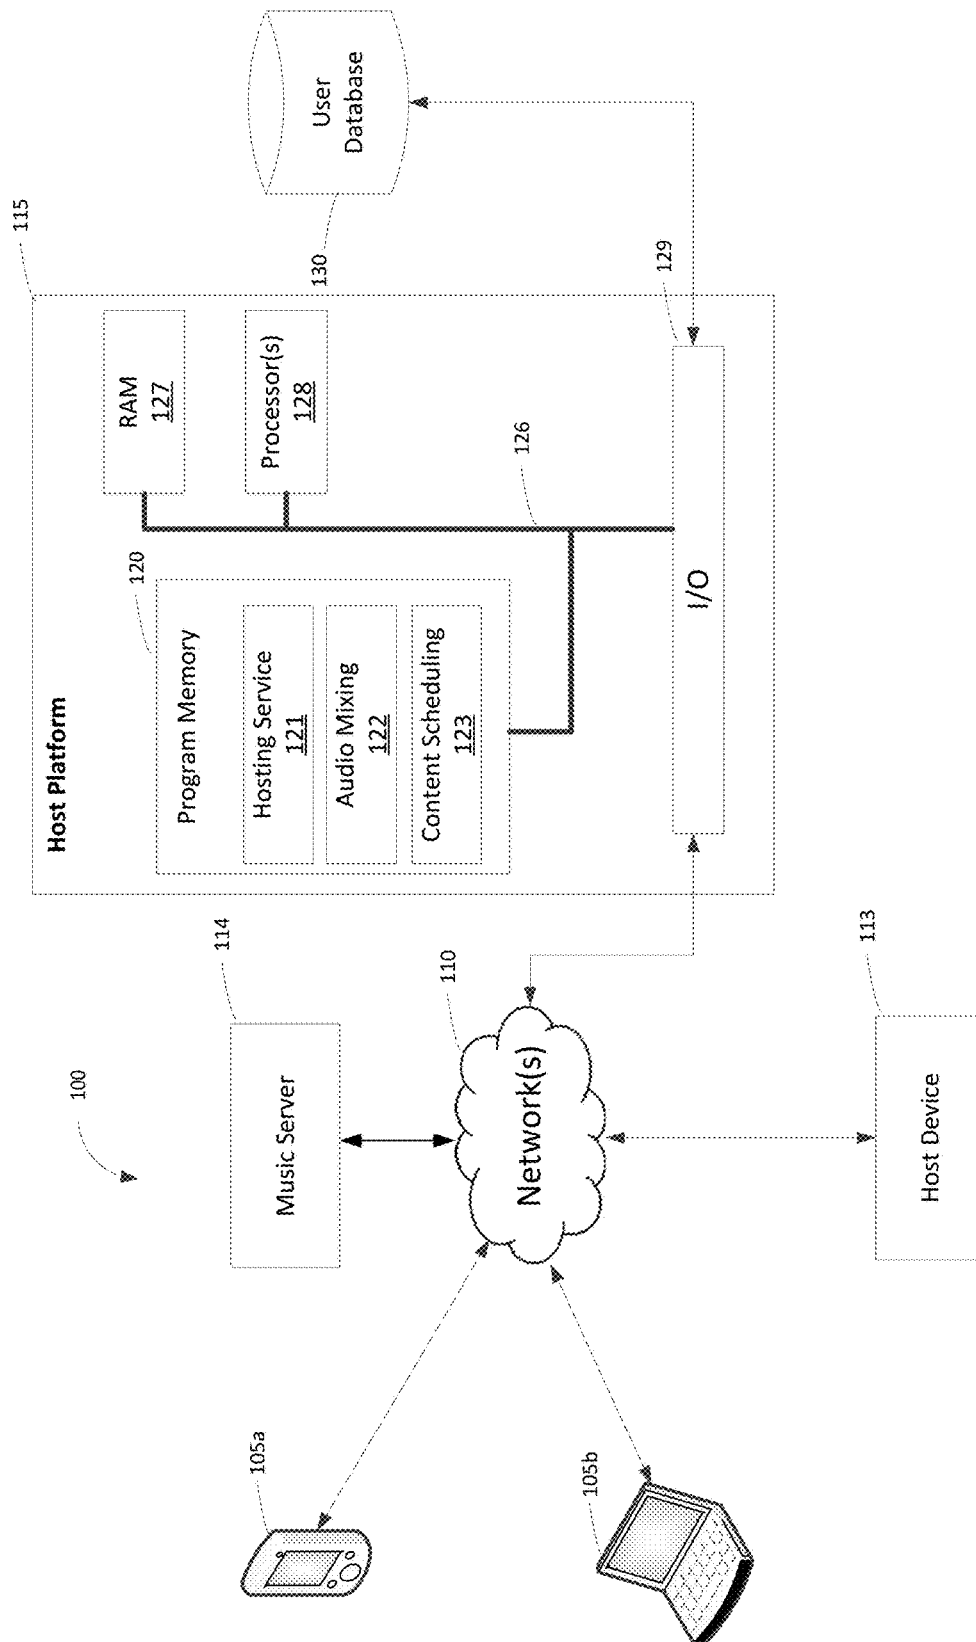 100
115
Host Platform
114
Music Server
120
Program Memory
Hosting Service
121
Audio Mixing
122
Content Scheduling
123
RAM
127
Processor(s)
128
130
User
Database
105a
110
Network(s)
126
129
I/O
105b
113
Host Device